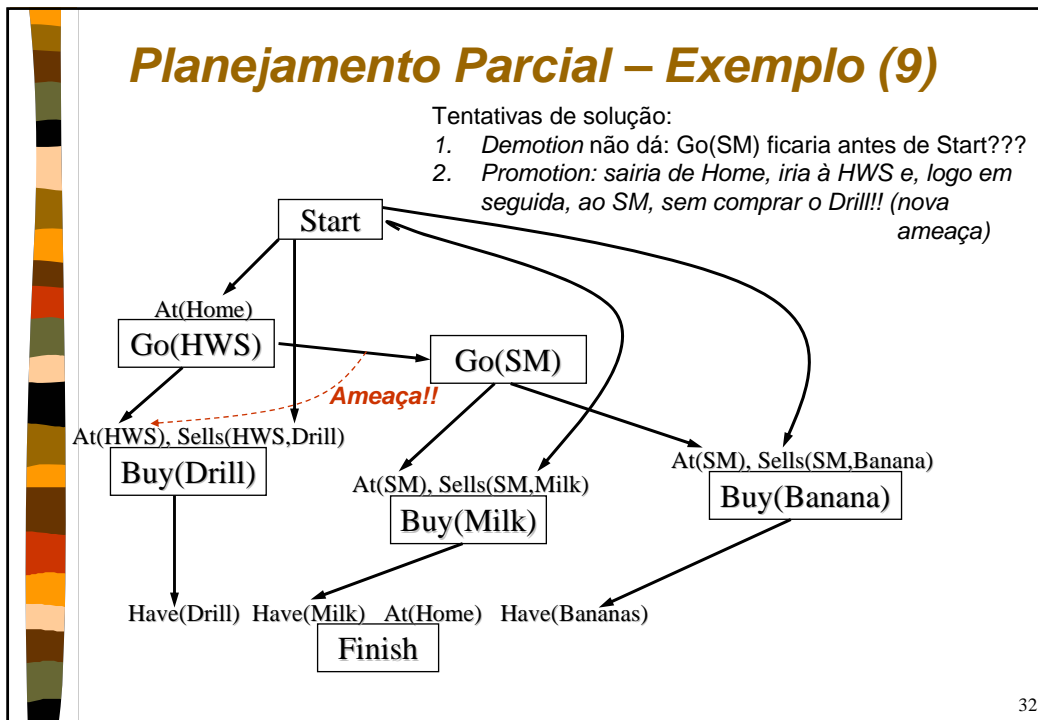 Planejamento Parcial – Exemplo (9)
Tentativas de solução:
1. Demotion não dá: Go(SM) ficaria antes de Start???
2. Promotion: sairia de Home, iria à HWS e, logo em
seguida, ao SM, sem comprar o Drill!! (nova
ameaça)
Start
At(Home)
Go(HWS)
Go(SM)
Ameaça!!
At(HWS), Sells(HWS,Drill)
Buy(Drill)
At(SM), Sells(SM,Milk)
Buy(Milk)
At(SM), Sells(SM,Banana)
Buy(Banana)
Have(Drill) Have(Milk) At(Home) Have(Bananas)
Finish
32